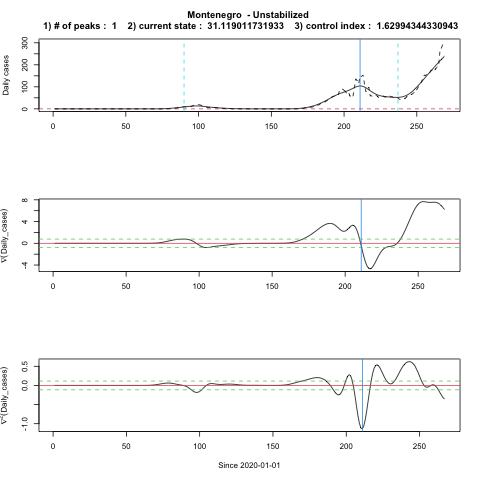 Montenegro - Unstabilized
1) # of peaks : 1 2) current state : 31.119011731933 3) control index : 1.62994344330943
Daily cases
0 100 200 300
0 50 100 150 200 250
∇(Daily_cases)
-4 0 4 8
0 50 100 150 200 250
∇²(Daily_cases)
-1.0 0.0 0.5
0 50 100 150 200 250
Since 2020-01-01